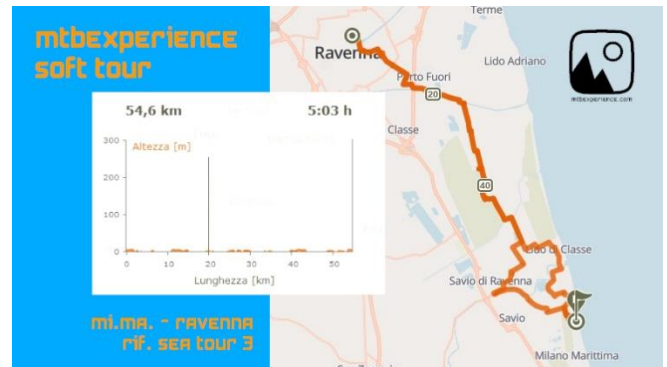 mtbexperience
soft tour
54,6 km
5:03 h
300
Altezza [m]
200
100
0
0 10 20 30 40 50
Lunghezza [km]
mi.ma. - ravenna
rif. sea tour 3
Terme
Ravenna
Lido Adriano
Porto Fuori
20
Classe
40
Lido di Classe
Savio di Ravenna
Savio
Milano Marittima
mtbexperience.com